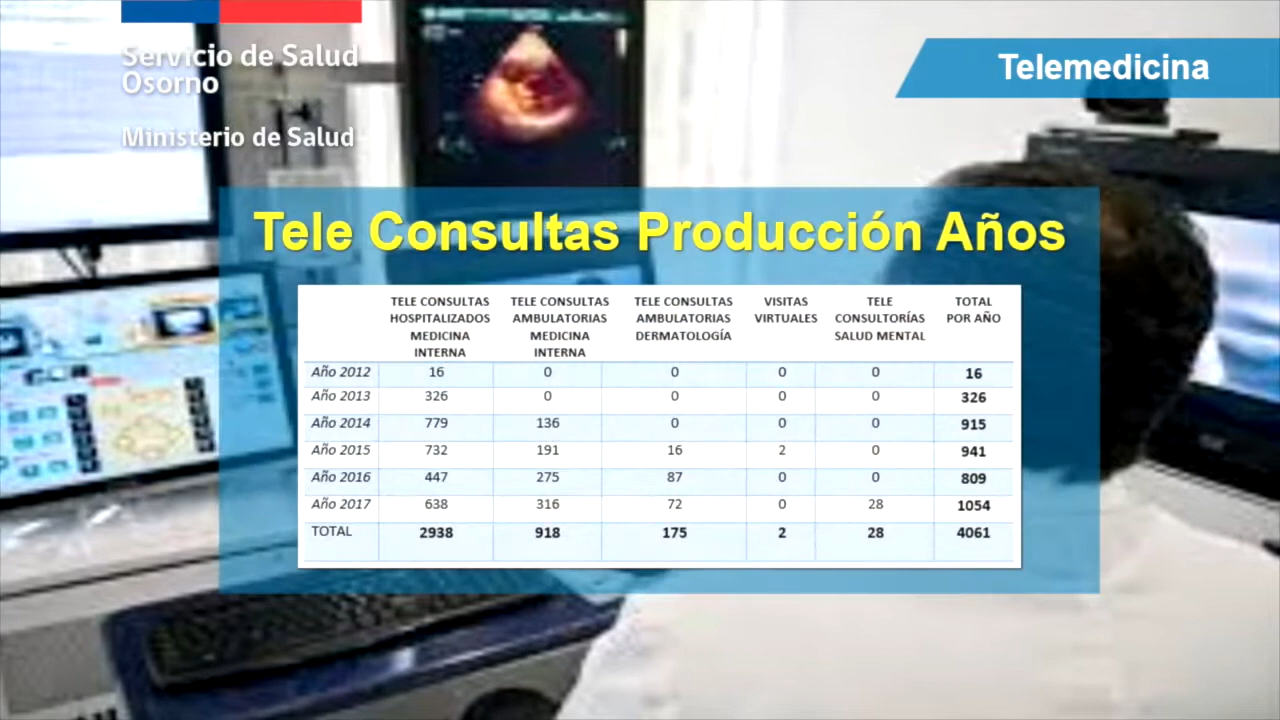 Servicio de Salud
Osorno
Ministerio de Salud
Telemedicina
Tele Consultas Producción Años
TELE CONSULTAS HOSPITALIZADOS MEDICINA INTERNA TELE CONSULTAS AMBULATORIAS MEDICINA INTERNA TELE CONSULTAS AMBULATORIAS DERMATOLOGÍA VISITAS VIRTUALES TELE CONSULTORÍAS SALUD MENTAL TOTAL POR AÑO
Año 2012 16 0 0 0 0 16
Año 2013 326 0 0 0 0 326
Año 2014 779 136 0 0 0 915
Año 2015 732 191 16 2 0 941
Año 2016 447 275 87 0 0 809
Año 2017 638 316 72 0 28 1054
TOTAL 2938 918 175 2 28 4061